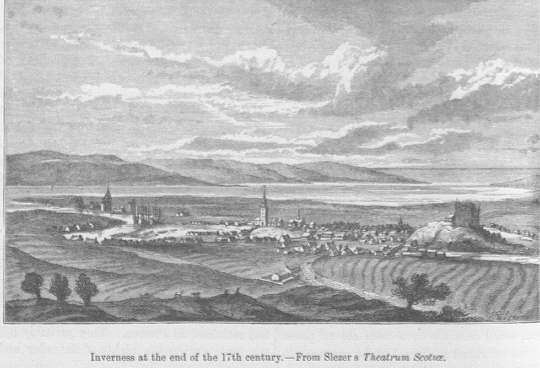 Inverness at the end of the 17th century.—From Slezer s Theatrum Scotiæ.